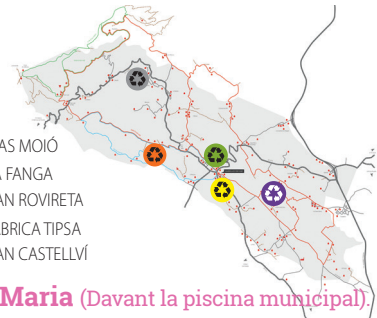 AS MOIÓ
FANGA
AN ROVIRETA
BRICA TIPSA
AN CASTELLVÍ
Maria (Davant la piscina municipal).